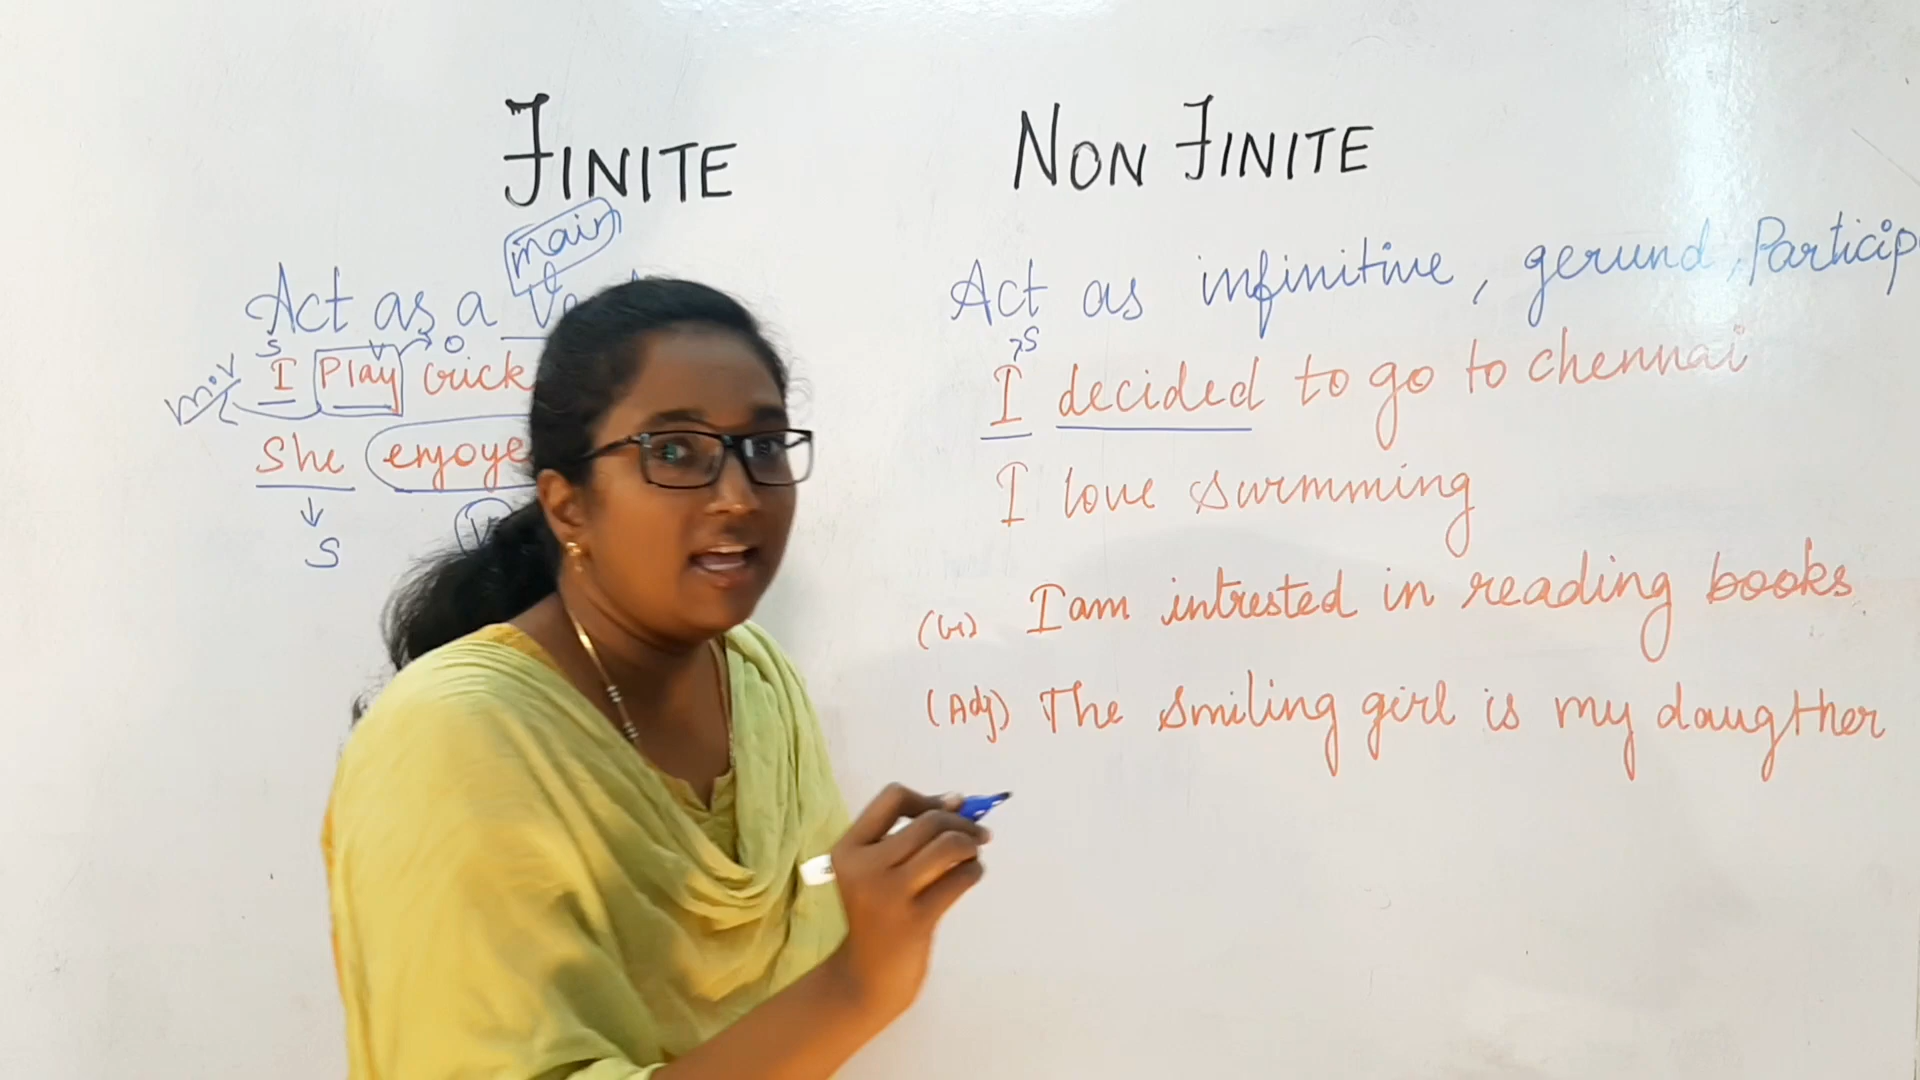 FINITE
main
Act as a
S
V
O
m.v
I Play crick
She enjoye
S
NON FINITE
Act as infinitive, gerund, Particip
S
I decided to go to chennai
I love swimming
I am intrested in reading books
(Adj) The smiling girl is my daugther